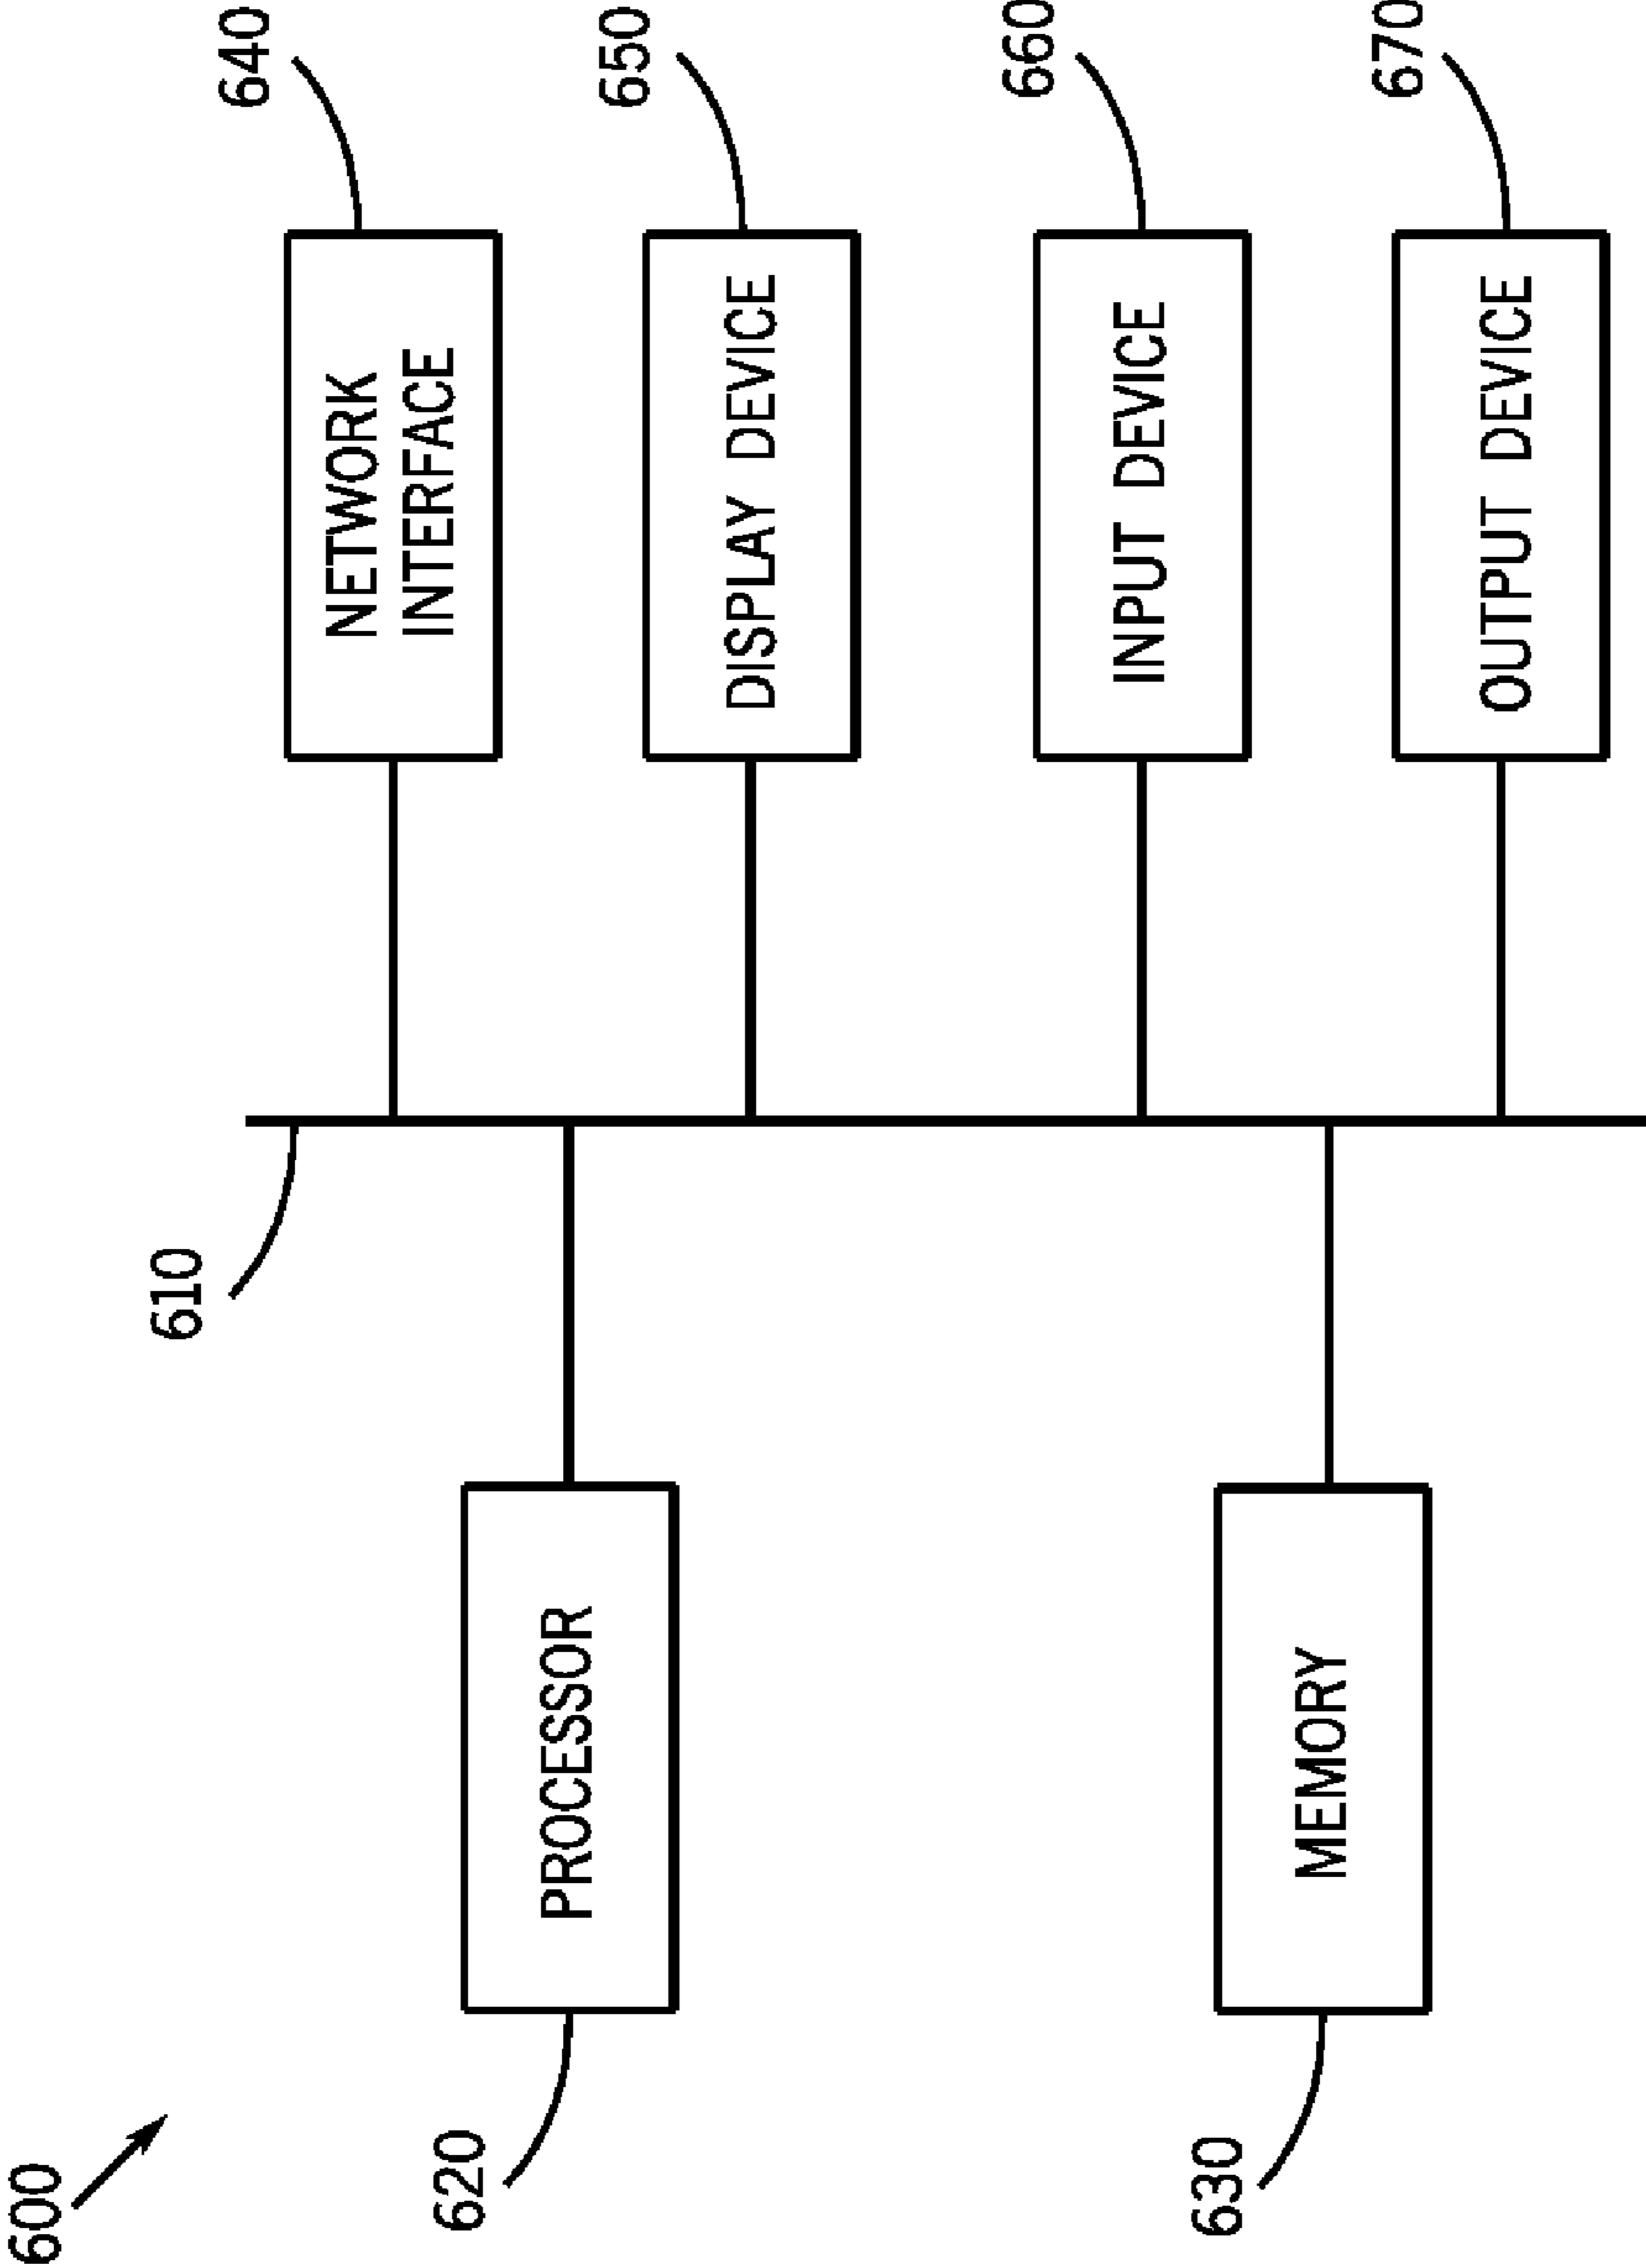 600
610
620
PROCESSOR
630
MEMORY
640
NETWORK
INTERFACE
650
DISPLAY DEVICE
660
INPUT DEVICE
670
OUTPUT DEVICE